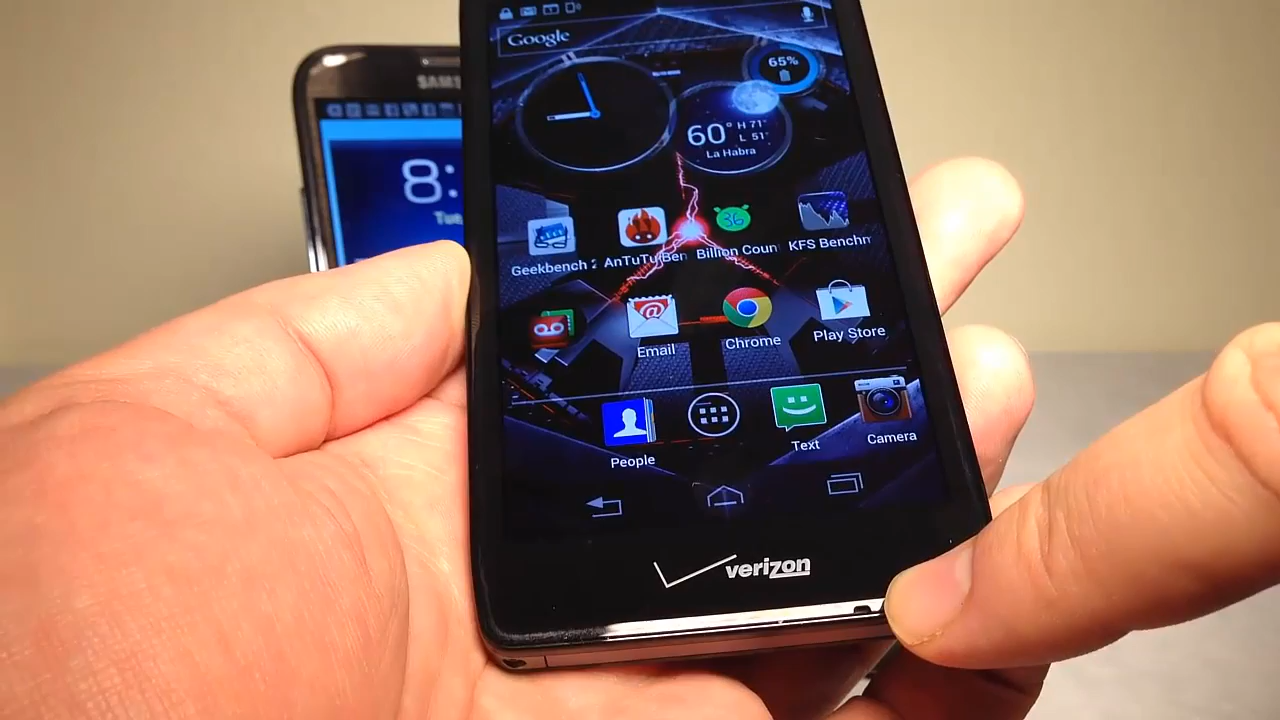 Google
SAMS
65%
8:
60° H 71°
L 51°
La Habra
Tue
36
Geekbench 2
AnTuTu Ben
Billion Coun
KFS Benchm
@
Email
Chrome
Play Store
People
Text
Camera
verizon